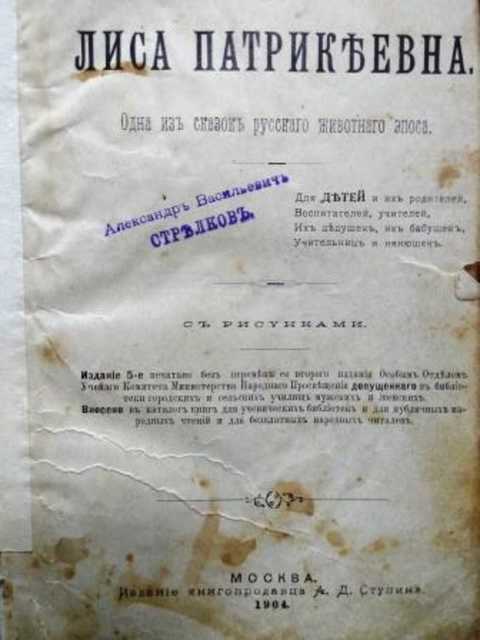 ЛИСА ПАТРИКѢЕВНА.
Одна изъ сказокъ русскаго животнаго эпоса.
Александръ Васильевичъ
СТРѢЛКОВЪ.
Для ДѢТЕЙ и ихъ родителей,
Воспитателей, учителей,
Ихъ дѣдушекъ, ихъ бабушекъ,
Учительницъ и нянюшекъ.
СЪ РИСУНКАМИ.
Изданіе 5-е печатано безъ перемѣнъ со второго изданія Особымъ Отдѣломъ
Ученаго Комитета Министерства Народнаго Просвѣщенія допущеннаго въ библіо-
теки городскихъ и сельскихъ училищъ мужскихъ и женскихъ.
Внесено въ каталогъ книгъ для ученическихъ библіотекъ и для публичныхъ на-
родныхъ чтеній и для безплатныхъ народныхъ читаленъ.
МОСКВА.
Изданіе книгопродавца А. Д. Ступина.
1904.